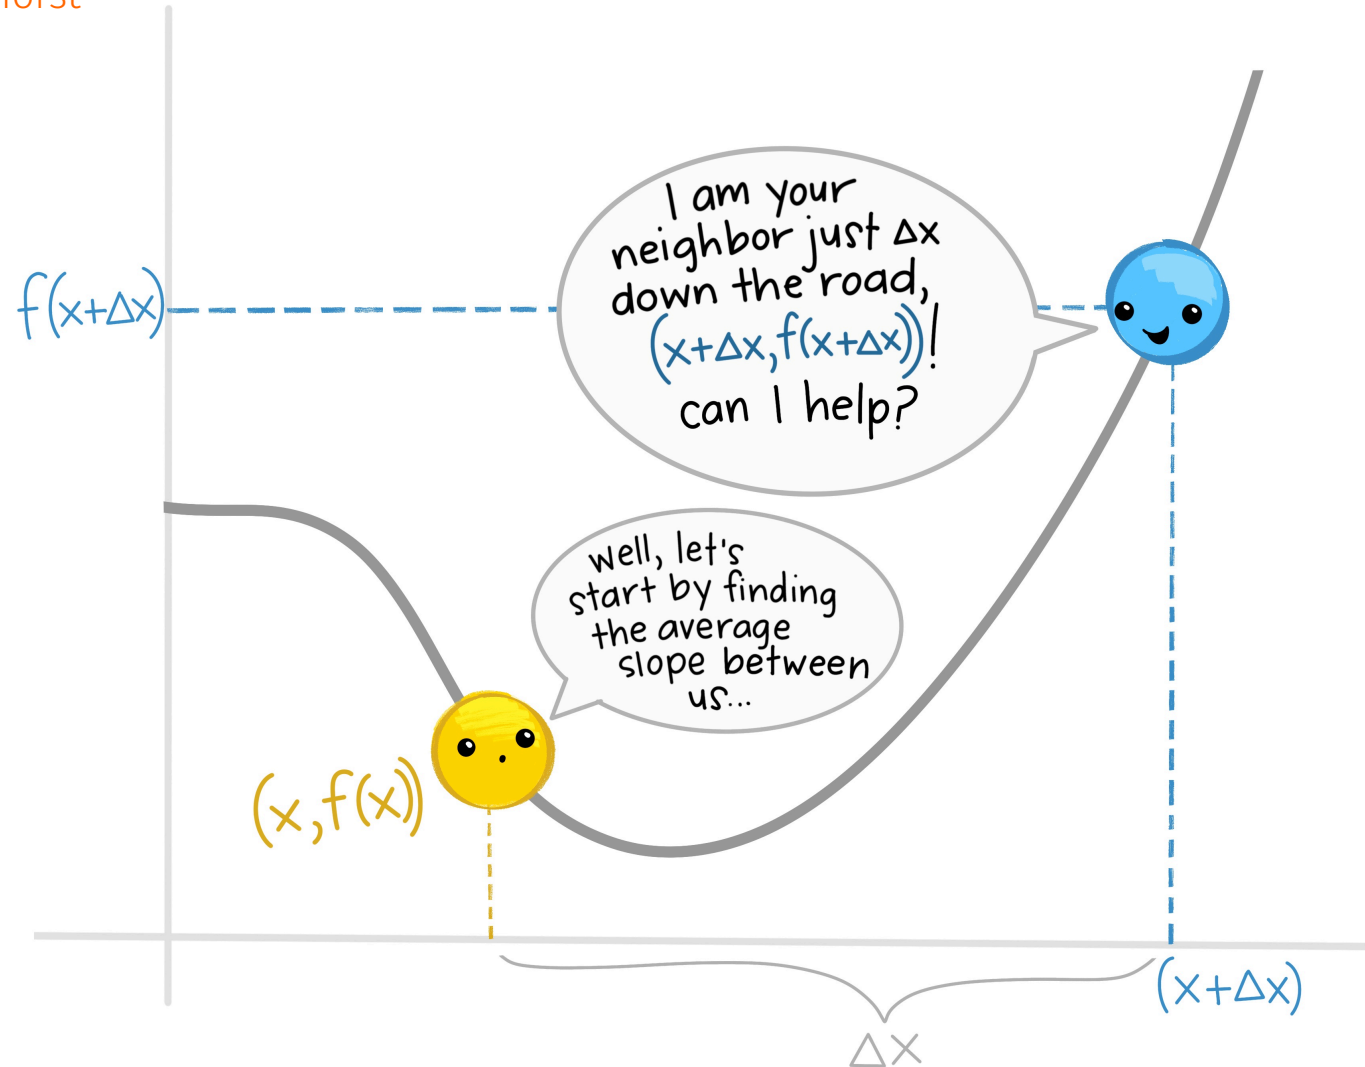 I am your
neighbor just Δx
down the road,
(x+Δx,f(x+Δx))!
can I help?
f(x+Δx)
well, let's
start by finding
the average
slope between
us...
(x,f(x))
(x+Δx)
Δx